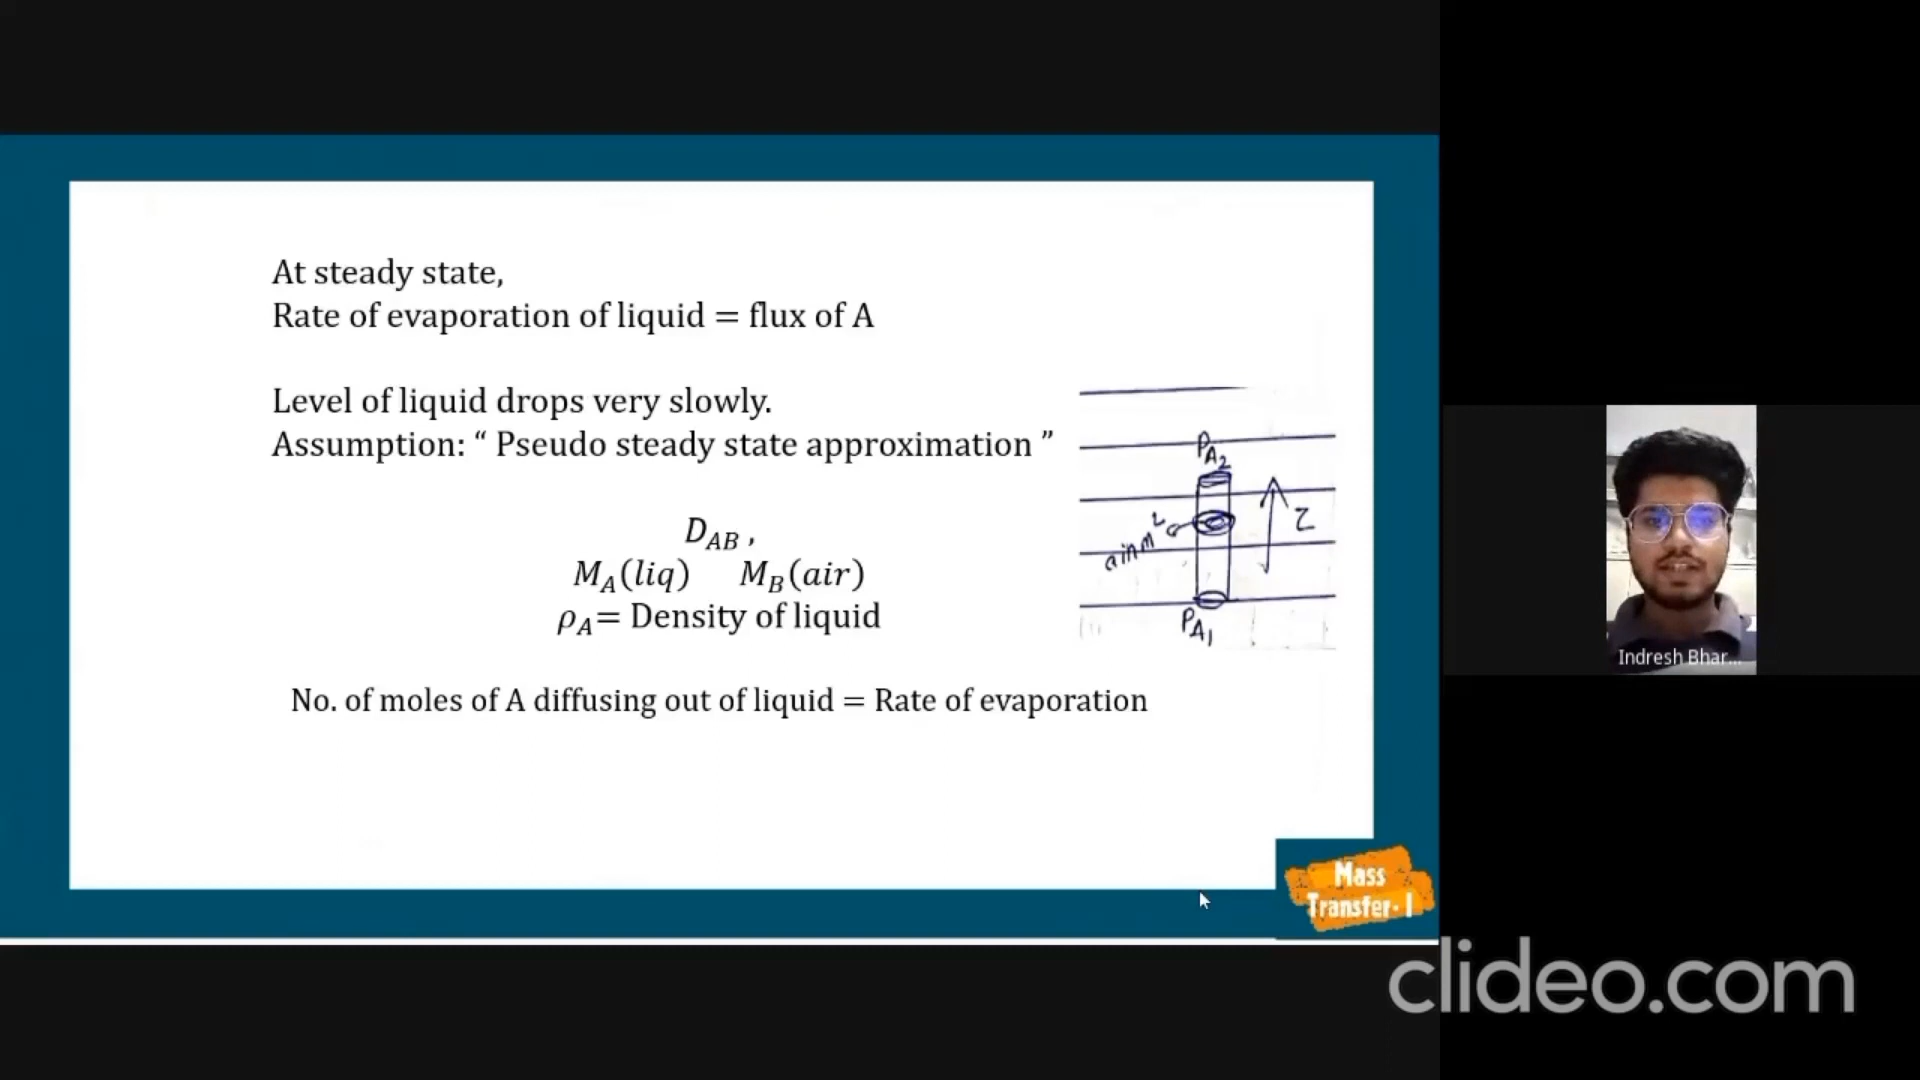 At steady state,
Rate of evaporation of liquid = flux of A
Level of liquid drops very slowly.
Assumption: “ Pseudo steady state approximation ”
D_AB ,
M_A(liq) M_B(air)
ρ_A= Density of liquid
No. of moles of A diffusing out of liquid = Rate of evaporation
P_A2
a in m²
Z
P_A1
Mass
Transfer- I
Indresh Bhar...
clideo.com